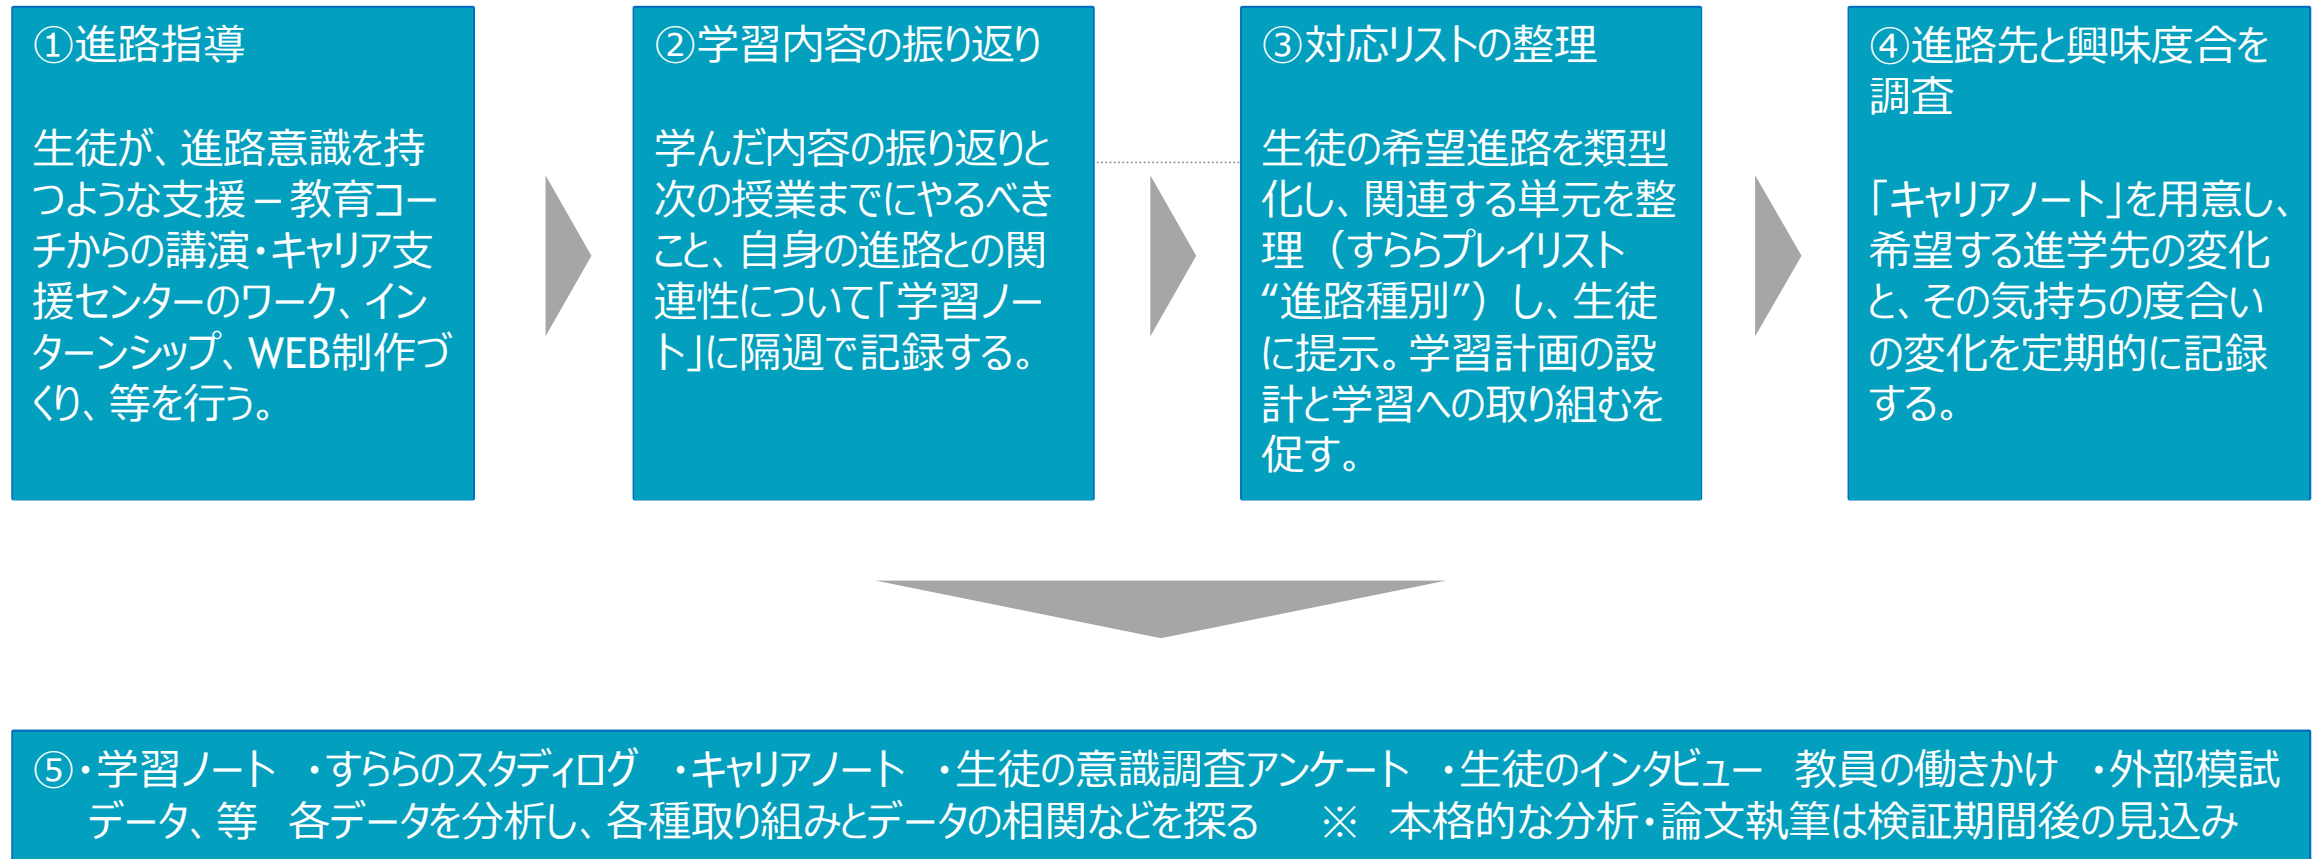 ①進路指導
生徒が、進路意識を持
つような支援 – 教育コー
チからの講演・キャリア支
援センターのワーク、イン
ターンシップ、WEB制作づ
くり、等を行う。
②学習内容の振り返り
学んだ内容の振り返りと
次の授業までにやるべき
こと、自身の進路との関
連性について「学習ノー
ト」に隔週で記録する。
③対応リストの整理
生徒の希望進路を類型
化し、関連する単元を整
理（すららプレイリスト
“進路種別”）し、生徒
に提示。学習計画の設
計と学習への取り組むを
促す。
④進路先と興味度合を
調査
「キャリアノート」を用意し、
希望する進学先の変化
と、その気持ちの度合い
の変化を定期的に記録
する。
⑤・学習ノート ・すららのスタディログ ・キャリアノート ・生徒の意識調査アンケート ・生徒のインタビュー 教員の働きかけ ・外部模試
データ、等 各データを分析し、各種取り組みとデータの相関などを探る ※ 本格的な分析・論文執筆は検証期間後の見込み